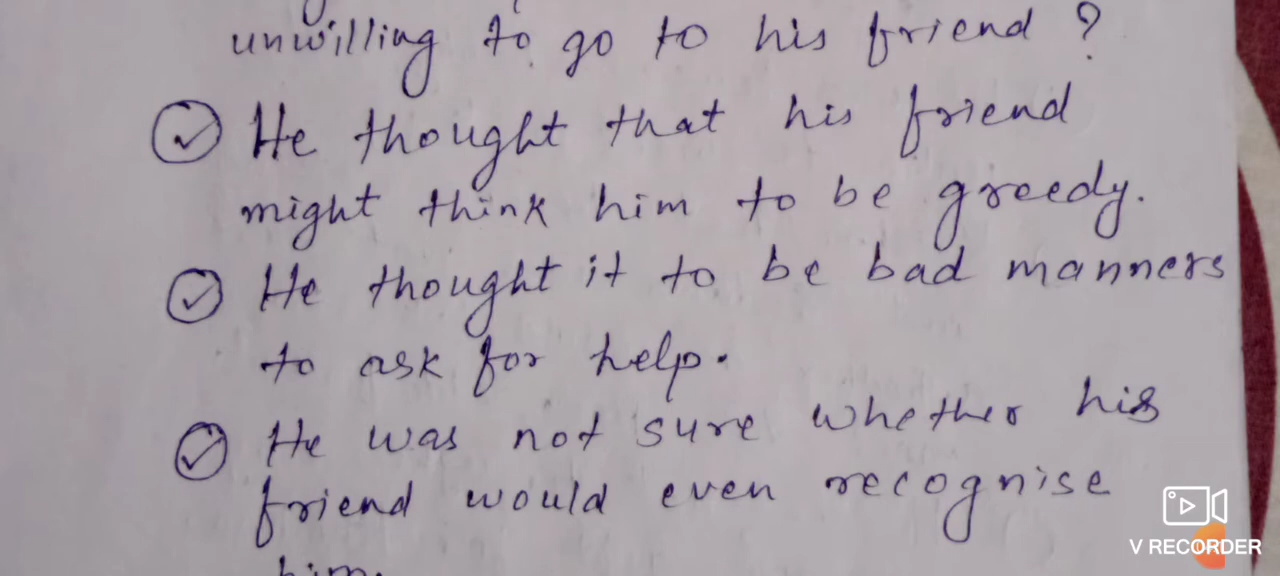 unwilling to go to his friend ?
He thought that his friend
might think him to be greedy.
He thought it to be bad manners
to ask for help.
He was not sure whether his
friend would even recognise
him.
V RECORDER